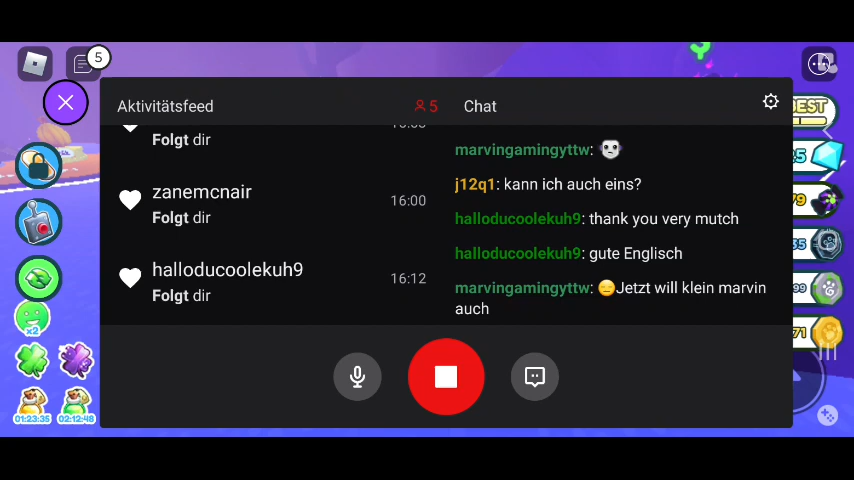 5
Aktivitätsfeed
5
Chat
Folgt dir
marvingamingyttw:
zanemcnair
16:00
Folgt dir
j12q1: kann ich auch eins?
halloducoolekuh9: thank you very mutch
halloducoolekuh9: gute Englisch
halloducoolekuh9
16:12
Folgt dir
marvingamingyttw: 😑Jetzt will klein marvin
auch
x2
01:23:35
02:12:48